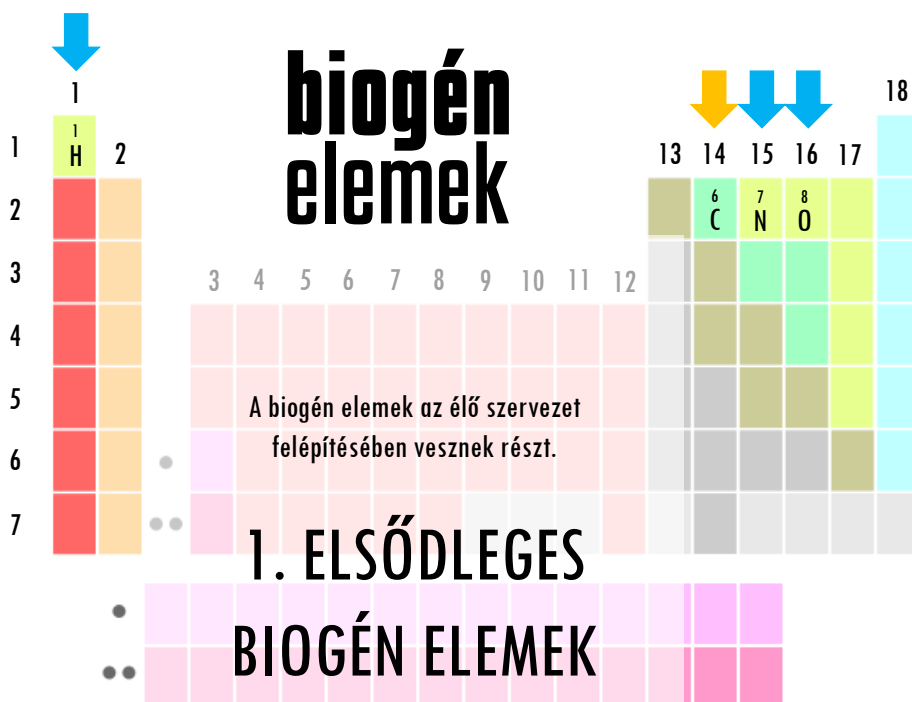 biogén
elemek
1
18
1
1
H
2
13 14 15 16 17
2
6
C
7
N
8
O
3
3 4 5 6 7 8 9 10 11 12
4
5
A biogén elemek az élő szervezet
felépítésében vesznek részt.
6
7
1. ELSŐDLEGES
BIOGÉN ELEMEK